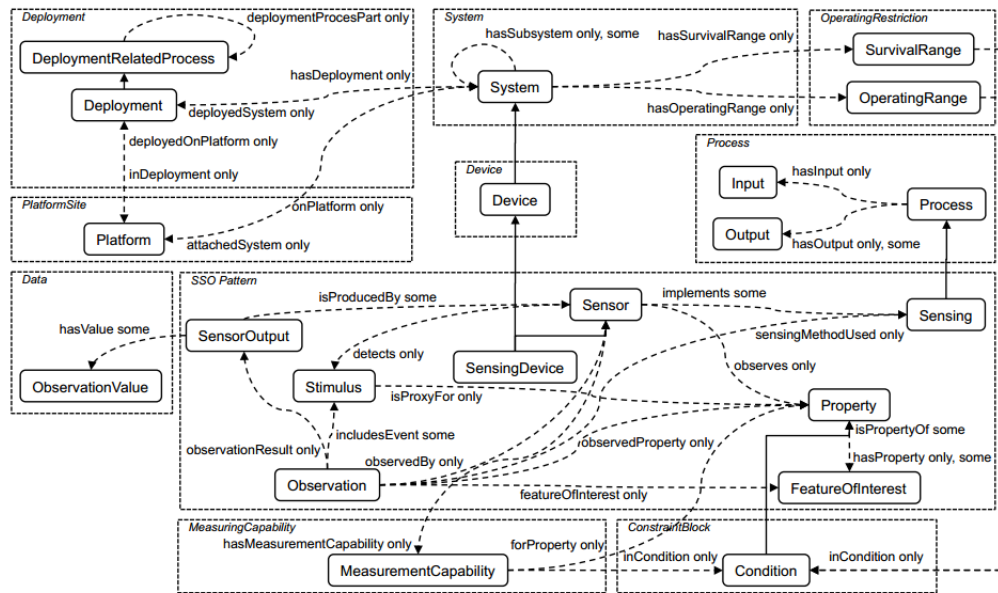 Deployment
deploymentProcesPart only
DeploymentRelatedProcess
Deployment
hasDeployment only
deployedSystem only
deployedOnPlatform only
inDeployment only
System
hasSubsystem only, some
System
hasSurvivalRange only
hasOperatingRange only
OperatingRestriction
SurvivalRange
OperatingRange
PlatformSite
Platform
onPlatform only
attachedSystem only
Device
Device
Process
Input
hasInput only
Process
Output
hasOutput only, some
Data
hasValue some
ObservationValue
SSO Pattern
isProducedBy some
Sensor
implements some
SensorOutput
Sensing
sensingMethodUsed only
detects only
SensingDevice
observes only
Stimulus
isProxyFor only
Property
isPropertyOf some
observationResult only
includesEvent some
observedBy only
observedProperty only
hasProperty only, some
Observation
featureOfInterest only
FeatureOfInterest
MeasuringCapability
hasMeasurementCapability only
forProperty only
MeasurementCapability
ConstraintBlock
inCondition only
Condition
inCondition only